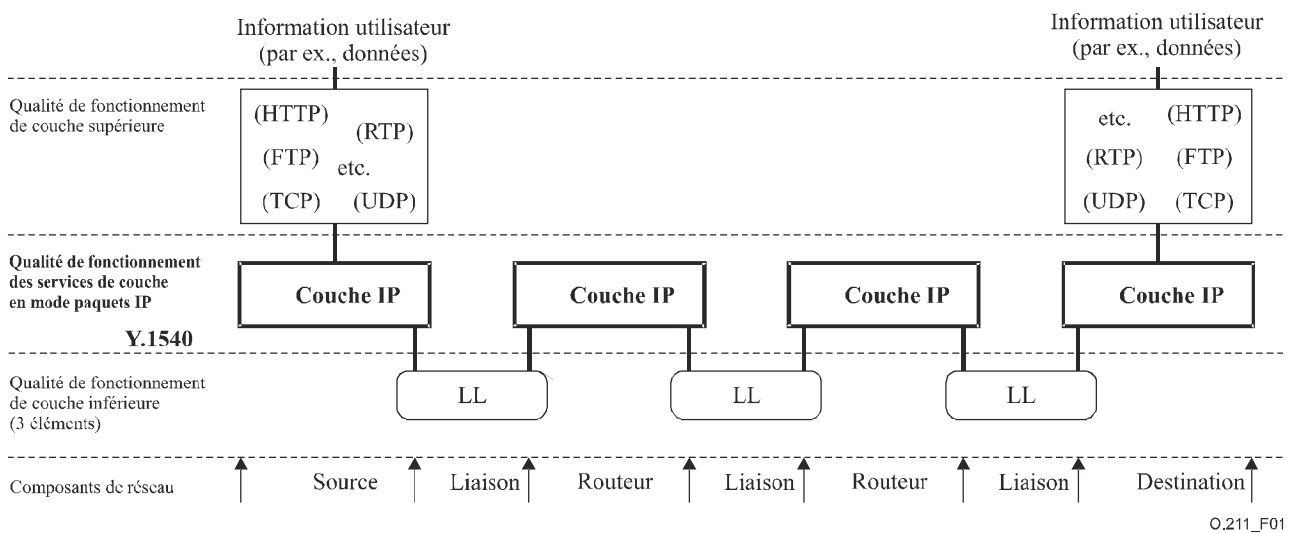 Information utilisateur
(par ex., données)
Information utilisateur
(par ex., données)
Qualité de fonctionnement
de couche supérieure
(HTTP)
(RTP)
(FTP)
etc.
(TCP)
(UDP)
etc.
(HTTP)
(RTP)
(FTP)
(UDP)
(TCP)
Qualité de fonctionnement
des services de couche
en mode paquets IP
Y.1540
Couche IP
Couche IP
Couche IP
Couche IP
Qualité de fonctionnement
de couche inférieure
(3 éléments)
LL
LL
LL
Composants de réseau
Source
Liaison
Routeur
Liaison
Routeur
Liaison
Destination
O.211_F01